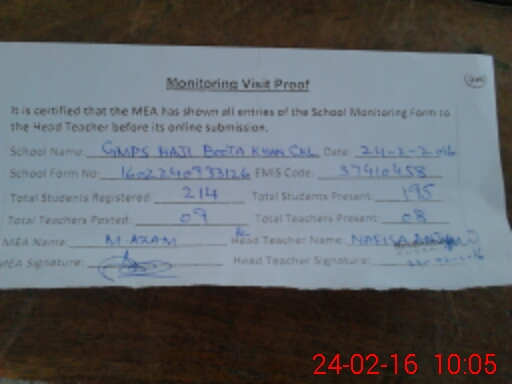 Monitoring Visit Proof
It is certified that the MEA has shown all entries of the School Monitoring Form to
the Head Teacher before its online submission.
School Name: GMPS HAJI BOOTA KHAN CKL Date: 24-2-2016
School Form No: 1602240933126 EMIS Code: 37410458
Total Students Registered: 214 Total Students Present: 195
Total Teachers Posted: 09 Total Teachers Present: 08
MEA Name: M.AZAM Head Teacher Name: NAFISA
MEA Signature: Head Teacher Signature:
24-02-16 10:05